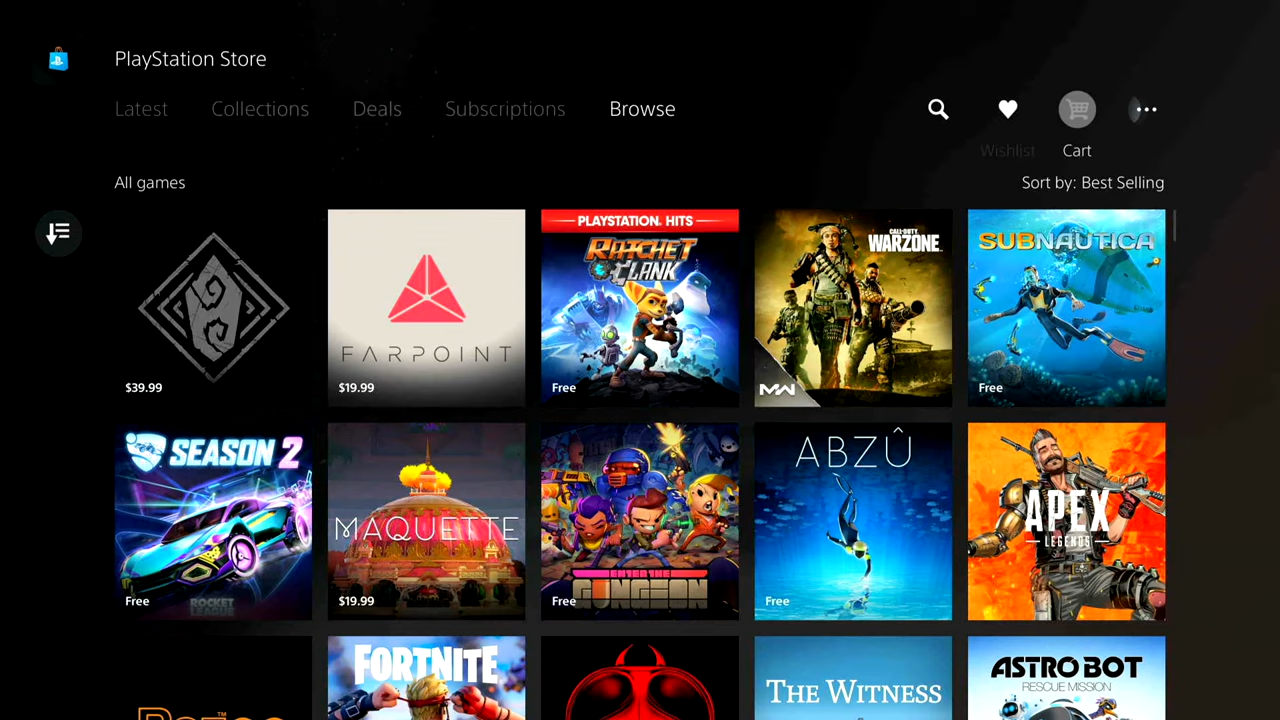 PlayStation Store
Latest Collections Deals Subscriptions Browse
Wishlist Cart
All games
Sort by: Best Selling
$39.99
FARPOINT
$19.99
PLAYSTATION HITS
RATCHET
CLANK
Free
CALL OF DUTY
WARZONE
MW
SUBNAUTICA
Free
SEASON 2
ROCKET
LEAGUE
Free
MAQUETTE
$19.99
ENTER THE
GUNGEON
Free
ABZÛ
Free
APEX
LEGENDS
FORTNITE
THE WITNESS
ASTRO BOT
RESCUE MISSION